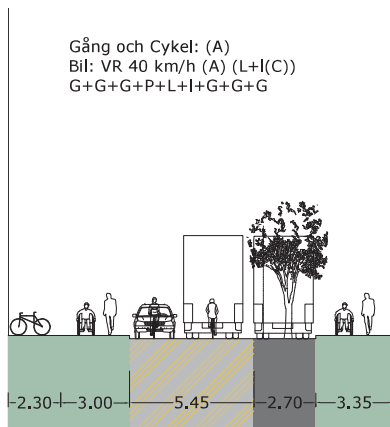 Gång och Cykel: (A)
Bil: VR 40 km/h (A) (L+l(C))
G+G+G+P+L+l+G+G+G
2.30 3.00 5.45 2.70 3.35